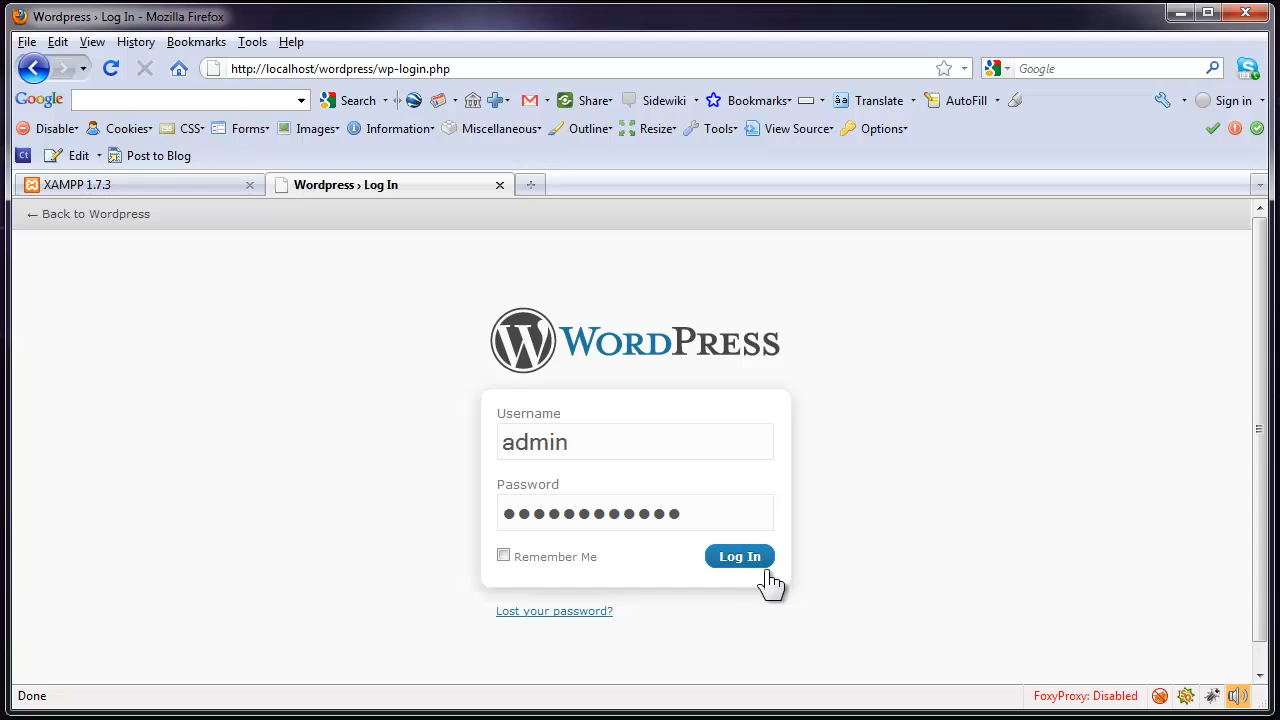 Wordpress › Log In - Mozilla Firefox
File Edit View History Bookmarks Tools Help
http://localhost/wordpress/wp-login.php Google
Google Search Share Sidewiki Bookmarks Translate AutoFill Sign in
Disable Cookies CSS Forms Images Information Miscellaneous Outline Resize Tools View Source Options
Ct Edit Post to Blog
XAMPP 1.7.3 Wordpress › Log In
← Back to Wordpress
WORDPRESS
Username
admin
Password
●●●●●●●●●●●●
Remember Me Log In
Lost your password?
Done FoxyProxy: Disabled